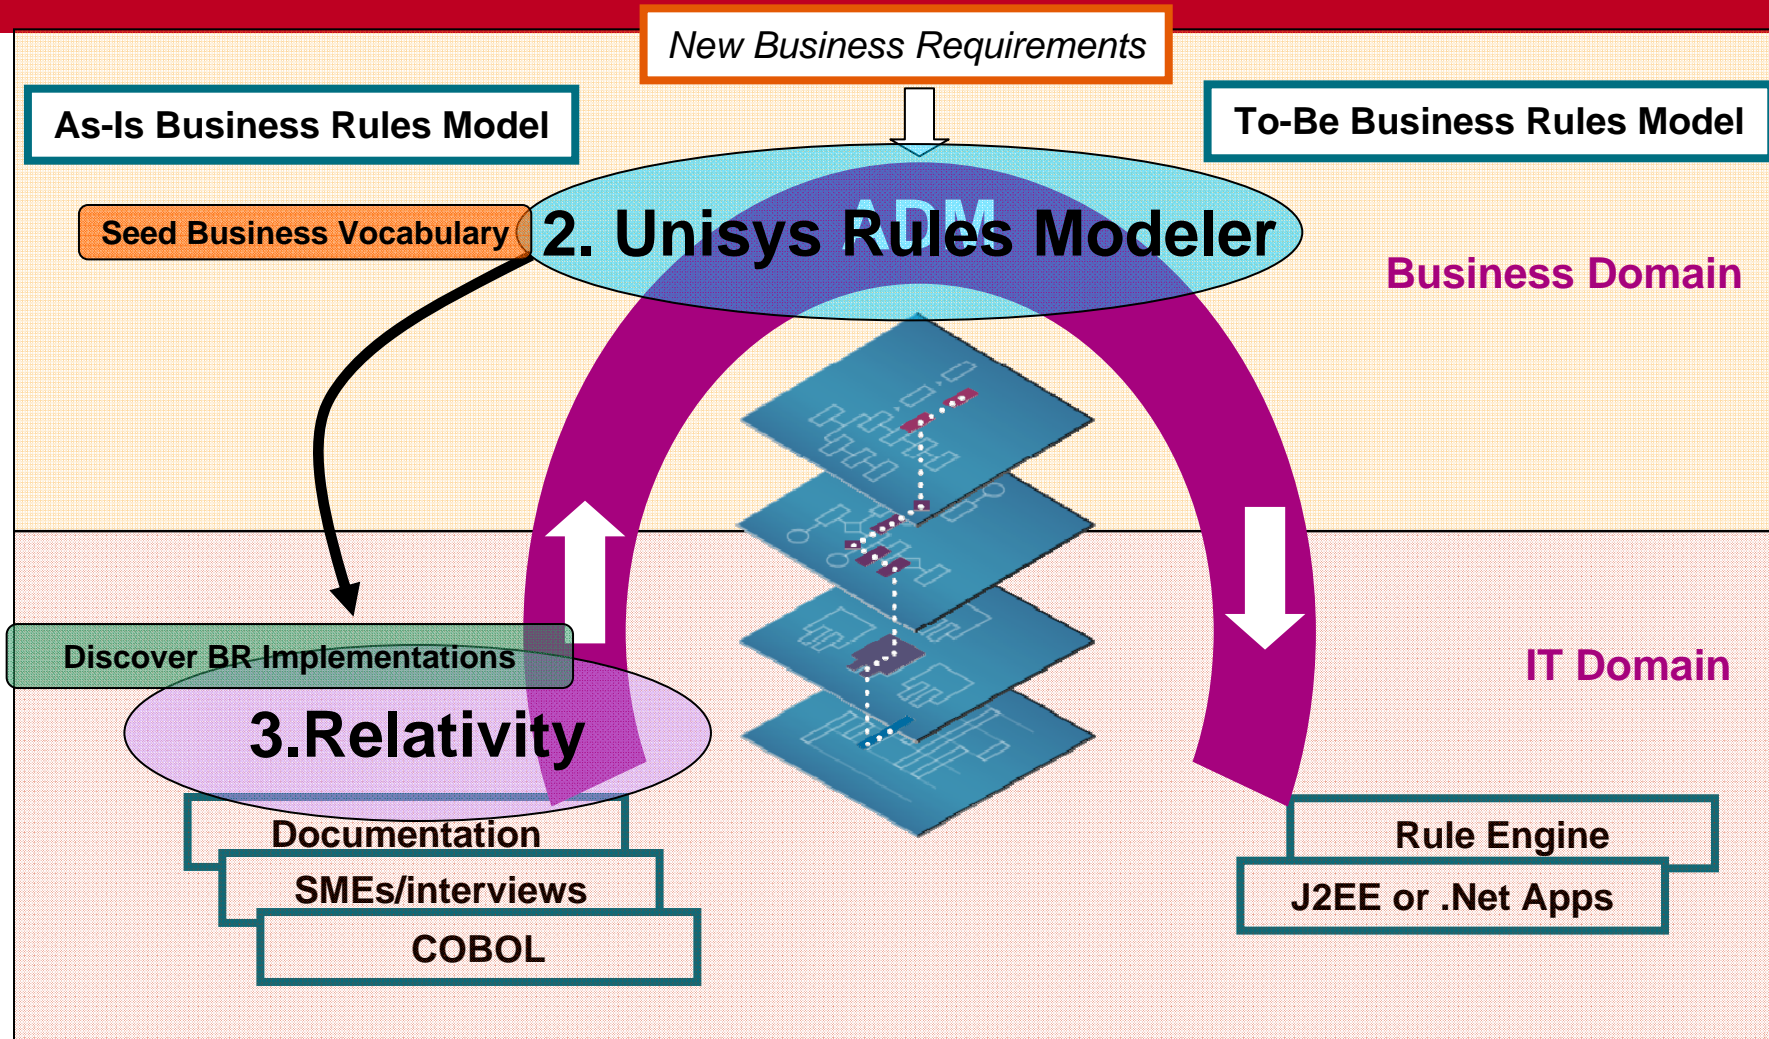 New Business Requirements
As-Is Business Rules Model
To-Be Business Rules Model
Seed Business Vocabulary
ADM
2. Unisys Rules Modeler
Business Domain
Discover BR Implementations
IT Domain
3.Relativity
Documentation
SMEs/interviews
COBOL
Rule Engine
J2EE or .Net Apps